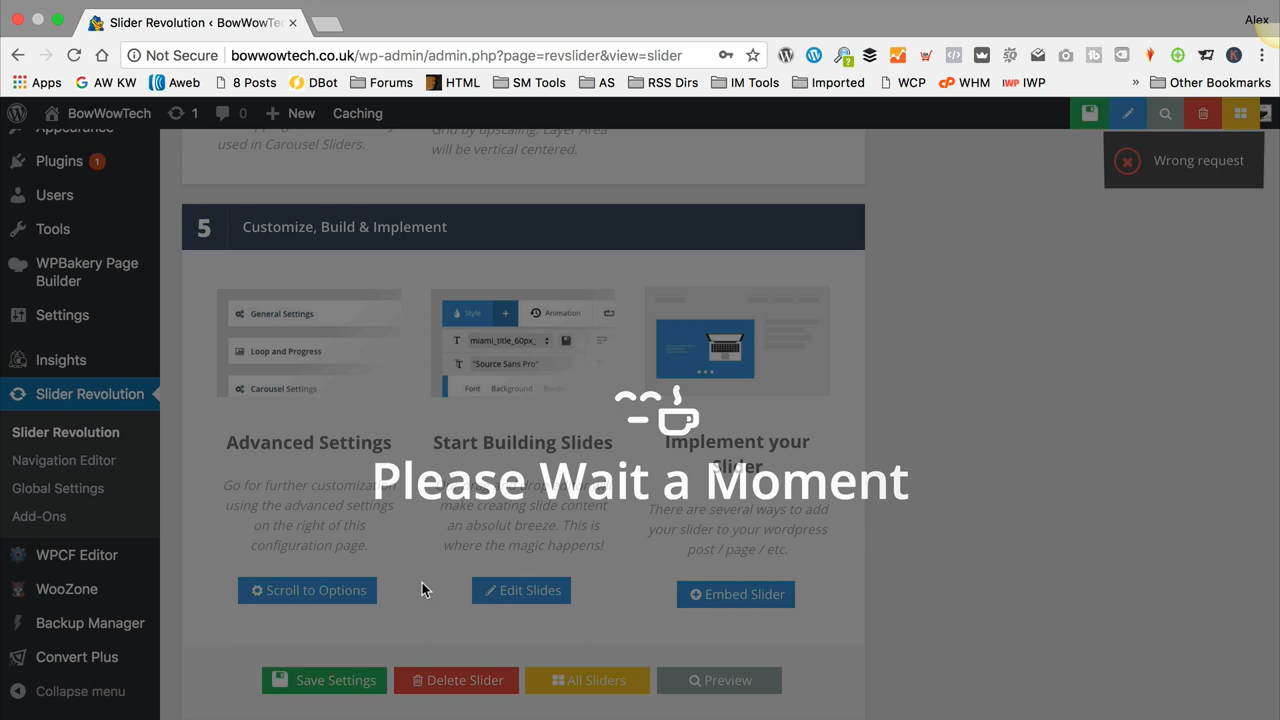 Slider Revolution ‹ BowWowTec
Alex
Not Secure bowwowtech.co.uk/wp-admin/admin.php?page=revslider&view=slider
Apps AW KW Aweb 8 Posts DBot Forums HTML SM Tools AS RSS Dirs IM Tools Imported WCP WHM IWP » Other Bookmarks
BowWowTech 1 0 New Caching
Appearance
Plugins 1
Users
Tools
WPBakery Page
Builder
Settings
Insights
Slider Revolution
Slider Revolution
Navigation Editor
Global Settings
Add-Ons
WPCF Editor
WooZone
Backup Manager
Convert Plus
Collapse menu
used in Carousel Sliders.
Grid by upscaling. Layer Area
will be vertical centered.
Wrong request
5 Customize, Build & Implement
General Settings
Loop and Progress
Carousel Settings
Style + Animation
miami_title_60px_
"Source Sans Pro"
Font Background Border
Advanced Settings
Go for further customization
using the advanced settings
on the right of this
configuration page.
Scroll to Options
Start Building Slides
make creating slide content
an absolut breeze. This is
where the magic happens!
Edit Slides
Implement your
Slider
There are several ways to add
your slider to your wordpress
post / page / etc.
Embed Slider
Please Wait a Moment
Save Settings Delete Slider All Sliders Preview